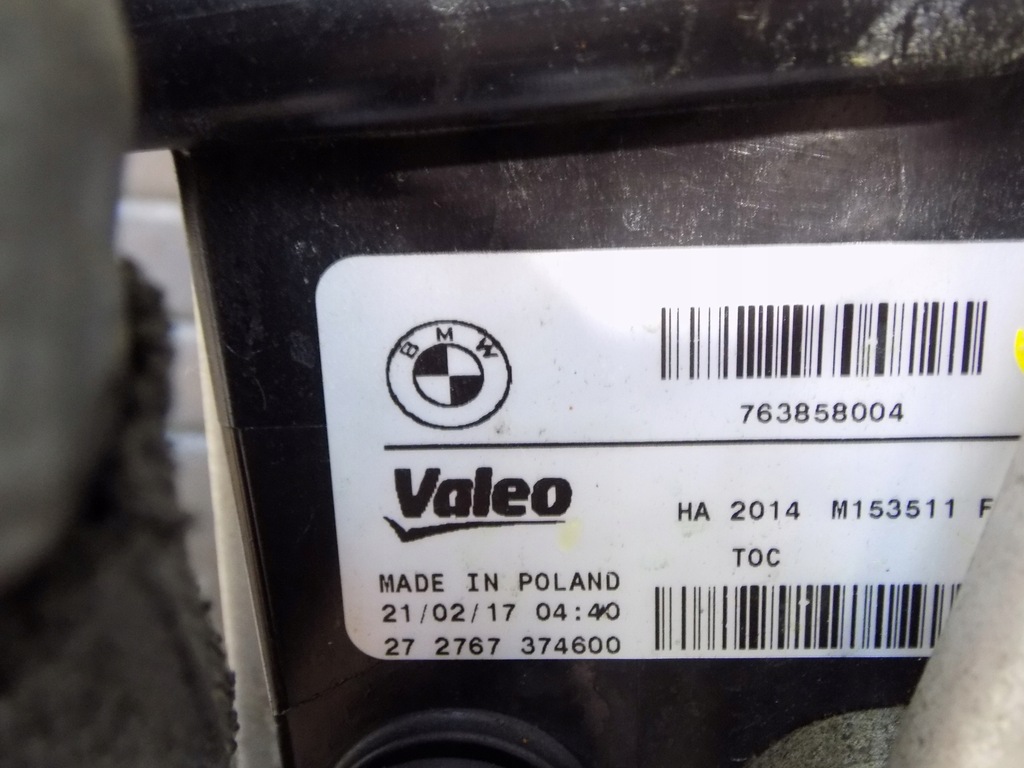 BMW
763858004
Valeo
HA 2014 M153511 F
TOC
MADE IN POLAND
21/02/17 04:40
27 2767 374600